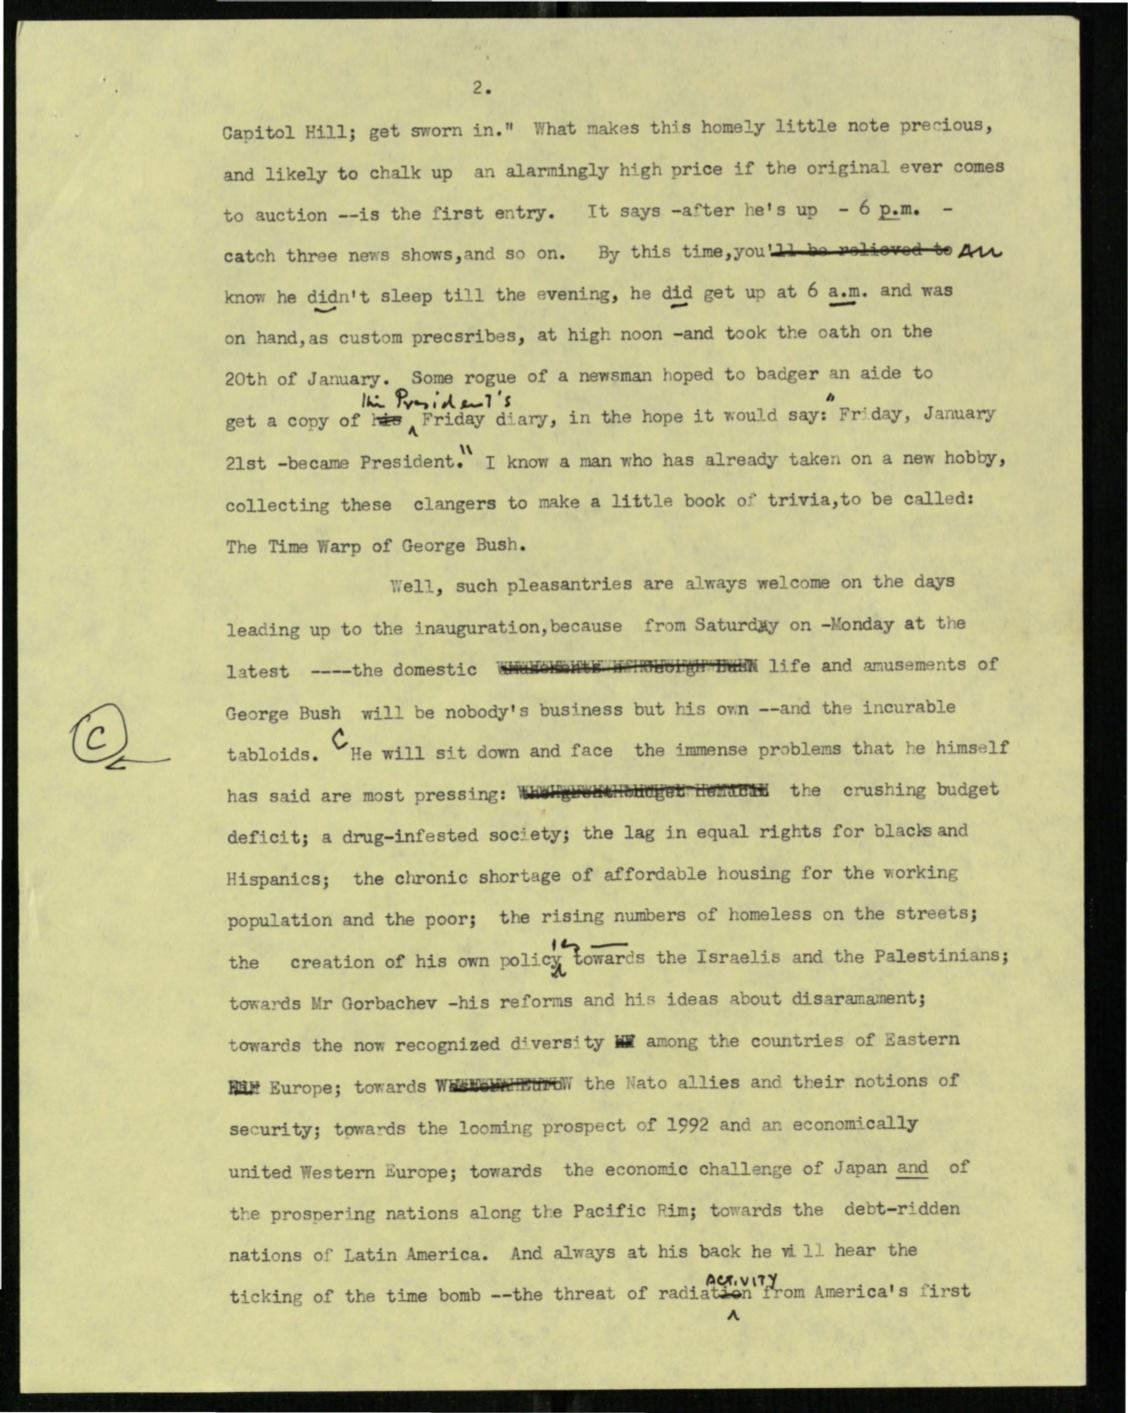 2.
Capitol Hill; get sworn in." What makes this homely little note precious,
and likely to chalk up an alarmingly high price if the original ever comes
to auction --is the first entry. It says -after he's up - 6 p.m. -
catch three news shows,and so on. By this time,you'll be relieved to All
know he didn't sleep till the evening, he did get up at 6 a.m. and was
on hand,as custom precsribes, at high noon -and took the oath on the
20th of January. Some rogue of a newsman hoped to badger an aide to
the President's
get a copy of his Friday diary, in the hope it would say:" Friday, January
21st -became President." I know a man who has already taken on a new hobby,
collecting these clangers to make a little book of trivia,to be called:
The Time Warp of George Bush.
Well, such pleasantries are always welcome on the days
leading up to the inauguration,because from Saturday on -Monday at the
latest ----the domestic life and amusements of
George Bush will be nobody's business but his own --and the incurable
C tabloids. He will sit down and face the immense problems that he himself
has said are most pressing: the crushing budget
deficit; a drug-infested society; the lag in equal rights for blacks and
Hispanics; the chronic shortage of affordable housing for the working
population and the poor; the rising numbers of homeless on the streets;
the creation of his own policy towards the Israelis and the Palestinians;
towards Mr Gorbachev -his reforms and his ideas about disaramament;
towards the now recognized diversity among the countries of Eastern
Europe; towards the Nato allies and their notions of
security; towards the looming prospect of 1992 and an economically
united Western Europe; towards the economic challenge of Japan and of
the prospering nations along the Pacific Rim; towards the debt-ridden
nations of Latin America. And always at his back he will hear the
ACTIVITY
ticking of the time bomb --the threat of radiation from America's first